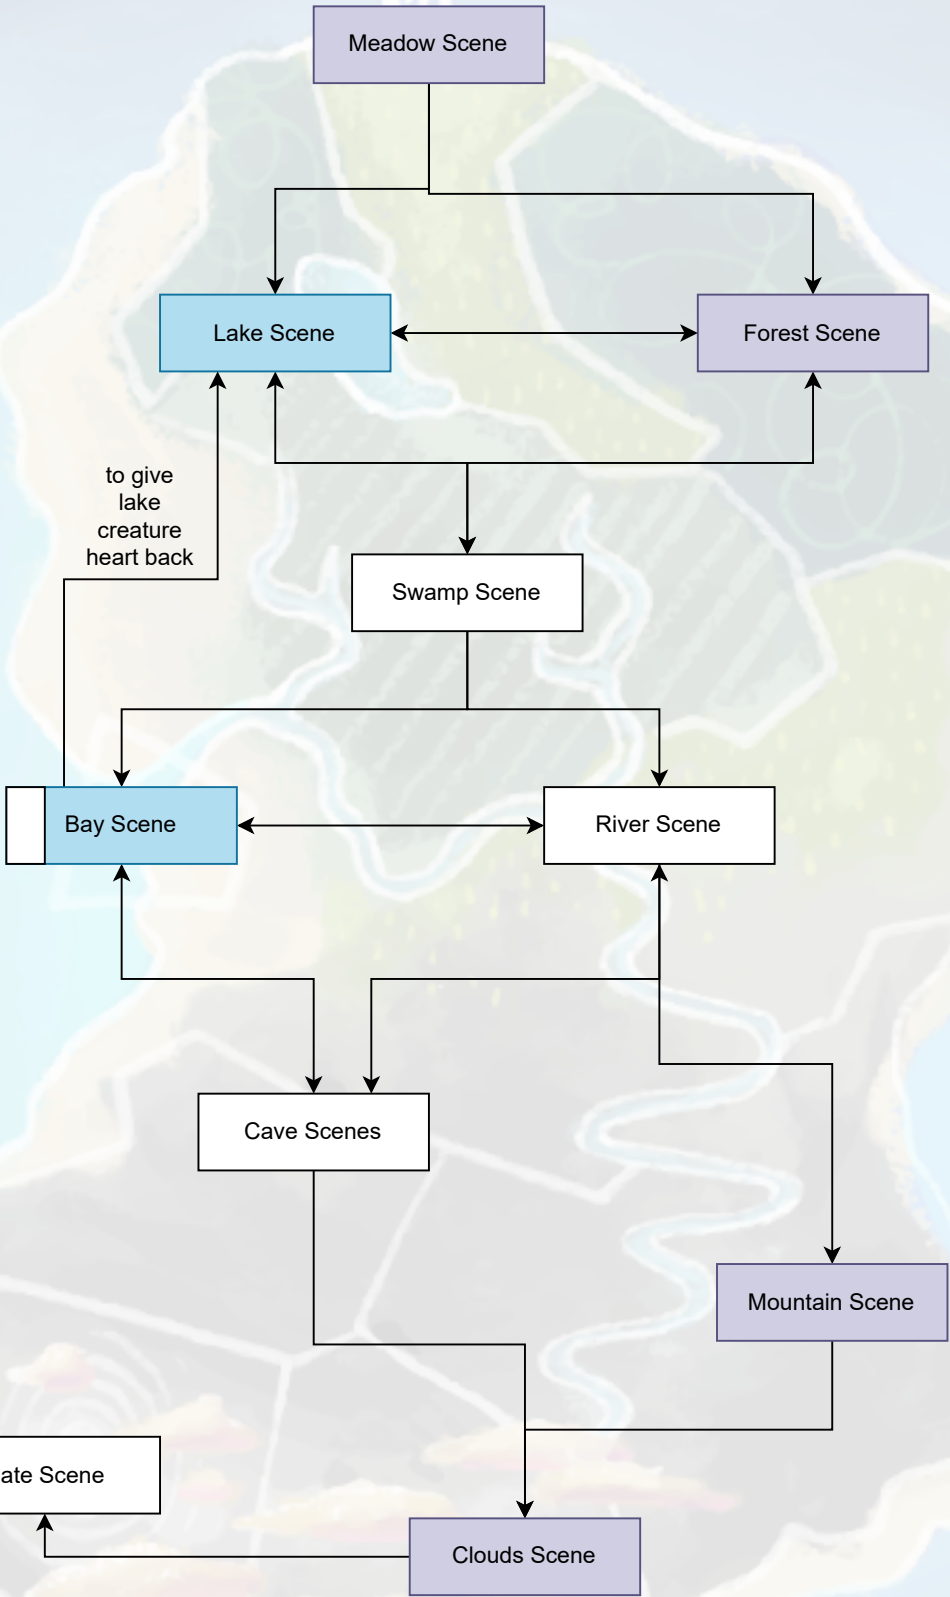 Meadow Scene
Lake Scene
Forest Scene
to give
lake
creature
heart back
Swamp Scene
Bay Scene
River Scene
Cave Scenes
Mountain Scene
ate Scene
Clouds Scene